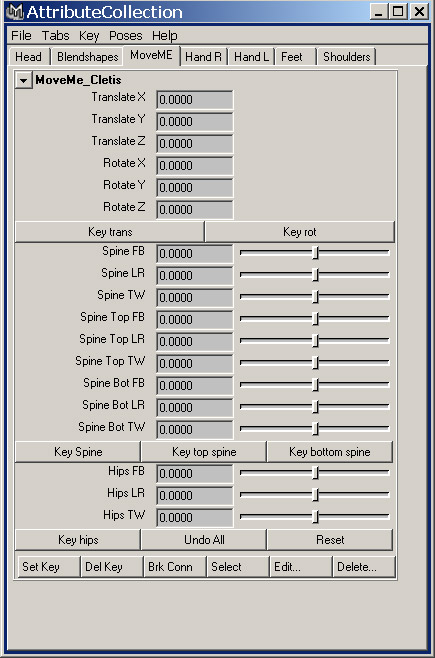 AttributeCollection
File Tabs Key Poses Help
Head Blendshapes MoveME Hand R Hand L Feet Shoulders
MoveMe_Cletis
Translate X 0.0000
Translate Y 0.0000
Translate Z 0.0000
Rotate X 0.0000
Rotate Y 0.0000
Rotate Z 0.0000
Key trans Key rot
Spine FB 0.0000
Spine LR 0.0000
Spine TW 0.0000
Spine Top FB 0.0000
Spine Top LR 0.0000
Spine Top TW 0.0000
Spine Bot FB 0.0000
Spine Bot LR 0.0000
Spine Bot TW 0.0000
Key Spine Key top spine Key bottom spine
Hips FB 0.0000
Hips LR 0.0000
Hips TW 0.0000
Key hips Undo All Reset
Set Key Del Key Brk Conn Select Edit... Delete...